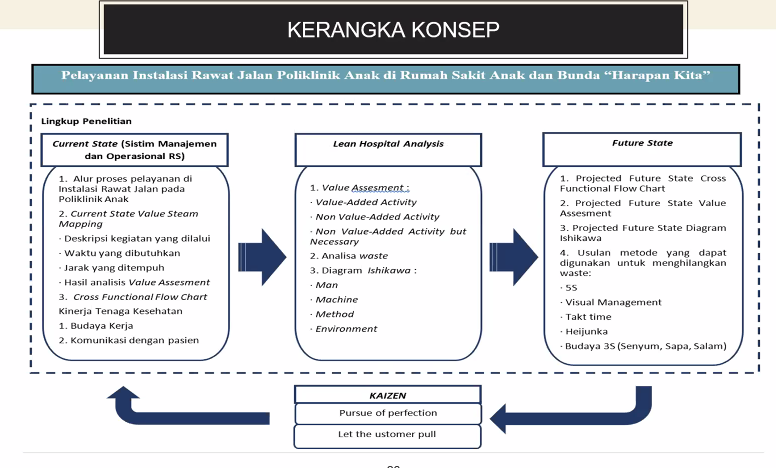 KERANGKA KONSEP
Pelayanan Instalasi Rawat Jalan Poliklinik Anak di Rumah Sakit Anak dan Bunda “Harapan Kita”
Lingkup Penelitian
Current State (Sistim Manajemen
dan Operasional RS)
1. Alur proses pelayanan di
Instalasi Rawat Jalan pada
Poliklinik Anak
2. Current State Value Steam
Mapping
· Deskripsi kegiatan yang dilalui
· Waktu yang dibutuhkan
· Jarak yang ditempuh
· Hasil analisis Value Assesment
3. Cross Functional Flow Chart
Kinerja Tenaga Kesehatan
1. Budaya Kerja
2. Komunikasi dengan pasien
Lean Hospital Analysis
1. Value Assesment :
· Value-Added Activity
· Non Value-Added Activity
· Non Value-Added Activity but
Necessary
2. Analisa waste
3. Diagram Ishikawa :
· Man
· Machine
· Method
· Environment
Future State
1. Projected Future State Cross
Functional Flow Chart
2. Projected Future State Value
Assesment
3. Projected Future State Diagram
Ishikawa
4. Usulan metode yang dapat
digunakan untuk menghilangkan
waste:
· 5S
· Visual Management
· Takt time
· Heijunka
· Budaya 3S (Senyum, Sapa, Salam)
KAIZEN
Pursue of perfection
Let the ustomer pull